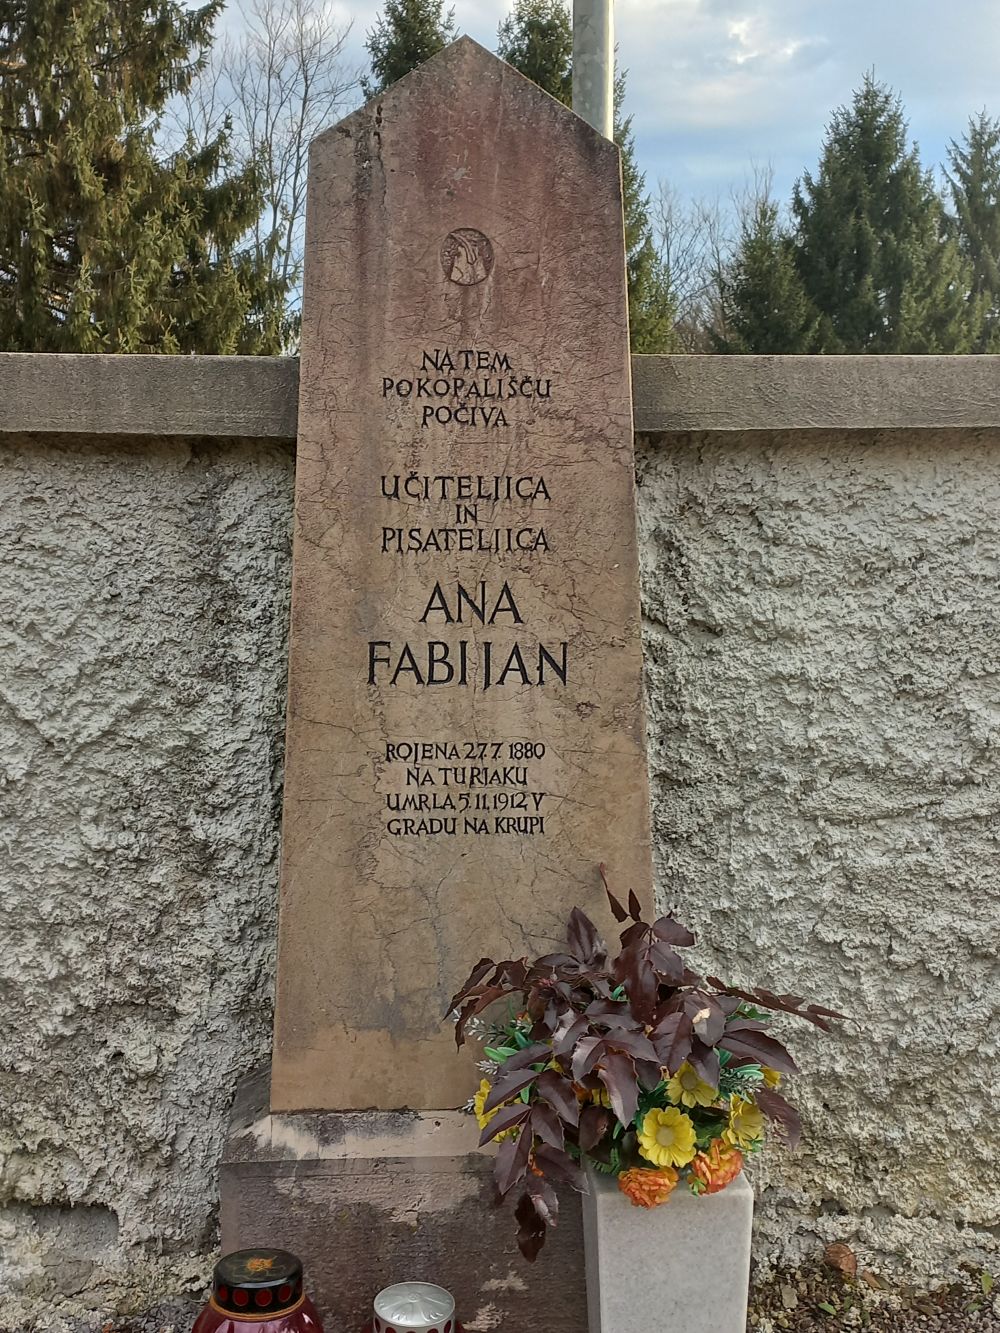 NA TEM
POKOPALIŠČU
POČIVA
UČITELJICA
IN
PISATELJICA
ANA
FABIJAN
ROJENA 27.7. 1880
NA TURJAKU
UMRLA 5.11.1912 V
GRADU NA KRUPI